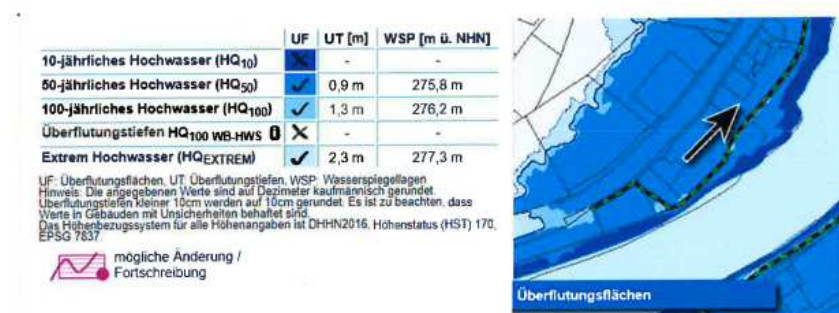 UF UT [m] WSP [m ü. NHN]
10-jährliches Hochwasser (HQ10) ✕ - -
50-jährliches Hochwasser (HQ50) ✓ 0,9 m 275,8 m
100-jährliches Hochwasser (HQ100) ✓ 1,3 m 276,2 m
Überflutungstiefen HQ100 WB-HWS ✕ - -
Extrem Hochwasser (HQEXTREM) ✓ 2,3 m 277,3 m
UF: Überflutungsflächen, UT: Überflutungstiefen, WSP: Wasserspiegellagen
Hinweis: Die angegebenen Werte sind auf Dezimeter kaufmännisch gerundet.
Überflutungstiefen kleiner 10cm werden auf 10cm gerundet. Es ist zu beachten, dass
Werte in Gebäuden mit Unsicherheiten behaftet sind.
Das Höhenbezugssystem für alle Höhenangaben ist DHHN2016, Höhenstatus (HST) 170,
EPSG 7837.
mögliche Änderung /
Fortschreibung
Überflutungsflächen